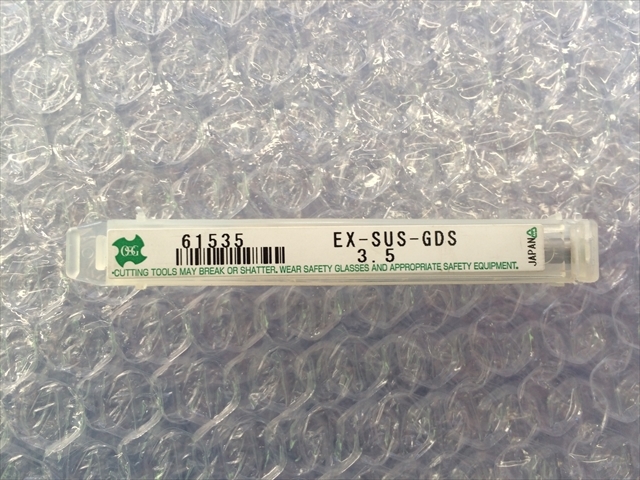 OSG
61535
EX-SUS-GDS
3.5
•CUTTING TOOLS MAY BREAK OR SHATTER. WEAR SAFETY GLASSES AND APPROPRIATE SAFETY EQUIPMENT.
JAPAN